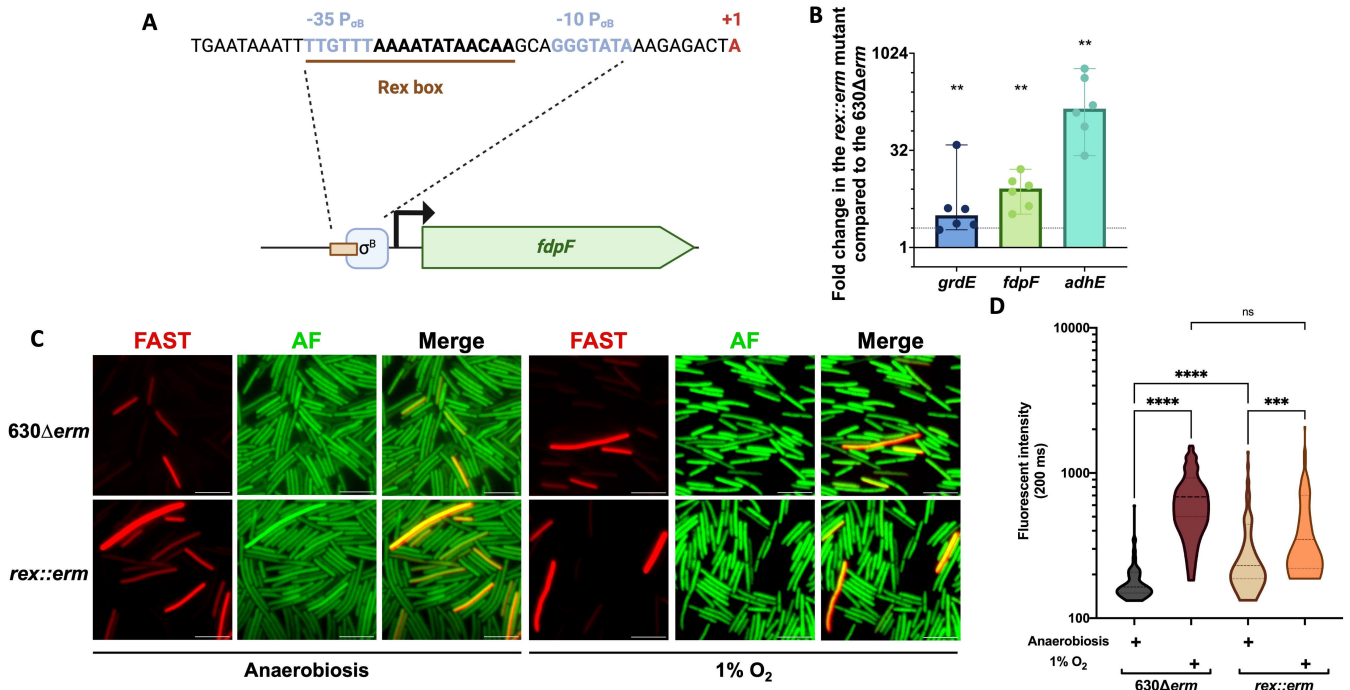 A
-35 PσB
-10 PσB
+1
TGAATAAATTTTGTTTAAAATATAACAAGCAGGGTATAAAGAGACTA
Rex box
σB
fdpF
B
Fold change in the rex::erm mutant
compared to the 630Δerm
1024
32
1
**
**
**
grdE
fdpF
adhE
C
FAST
AF
Merge
FAST
AF
Merge
630Δerm
rex::erm
Anaerobiosis
1% O2
D
Fluorescent intensity
(200 ms)
10000
1000
100
ns
****
****
***
Anaerobiosis + +
1% O2 + +
630Δerm
rex::erm